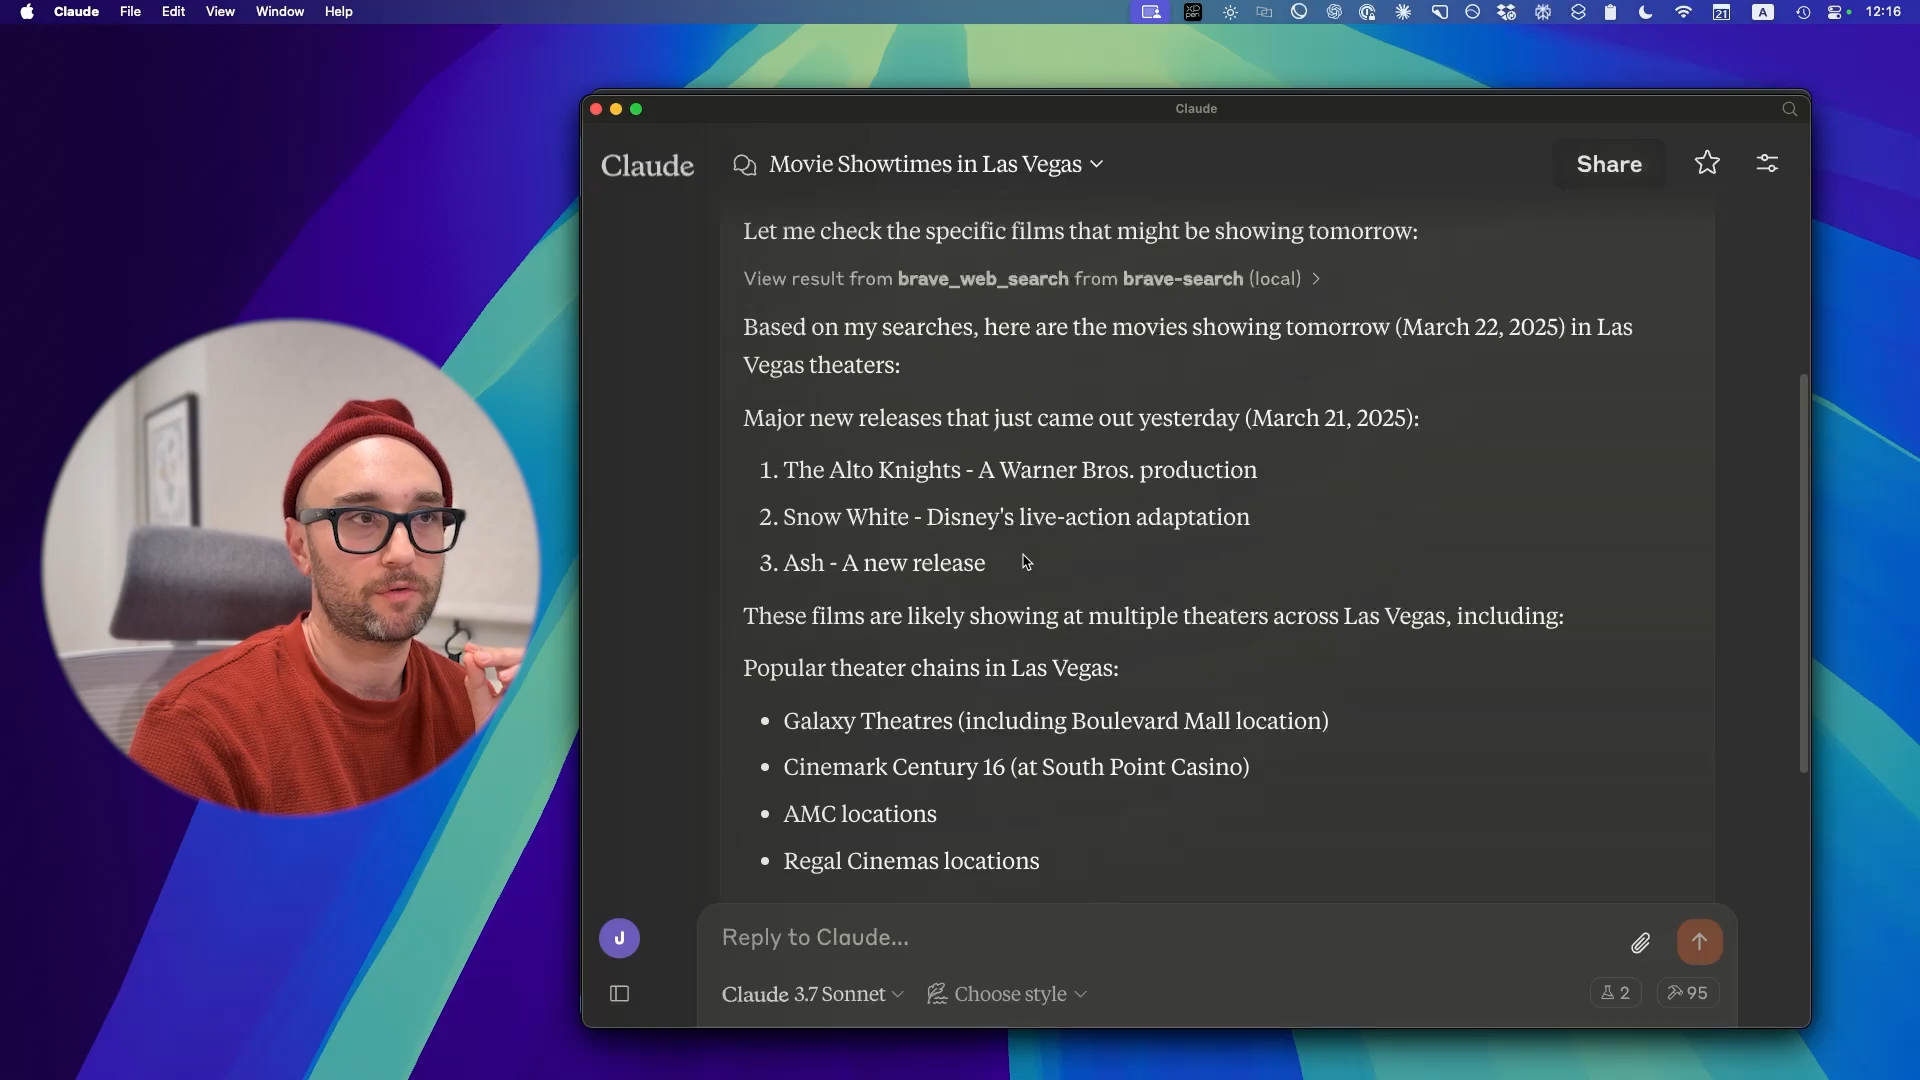 Claude File Edit View Window Help
XP PEN 21 A 12:16
Claude
Claude
Movie Showtimes in Las Vegas
Share
Let me check the specific films that might be showing tomorrow:
View result from brave_web_search from brave-search (local)
Based on my searches, here are the movies showing tomorrow (March 22, 2025) in Las
Vegas theaters:
Major new releases that just came out yesterday (March 21, 2025):
1. The Alto Knights - A Warner Bros. production
2. Snow White - Disney's live-action adaptation
3. Ash - A new release
These films are likely showing at multiple theaters across Las Vegas, including:
Popular theater chains in Las Vegas:
• Galaxy Theatres (including Boulevard Mall location)
• Cinemark Century 16 (at South Point Casino)
• AMC locations
• Regal Cinemas locations
J
Reply to Claude...
Claude 3.7 Sonnet Choose style 2 95